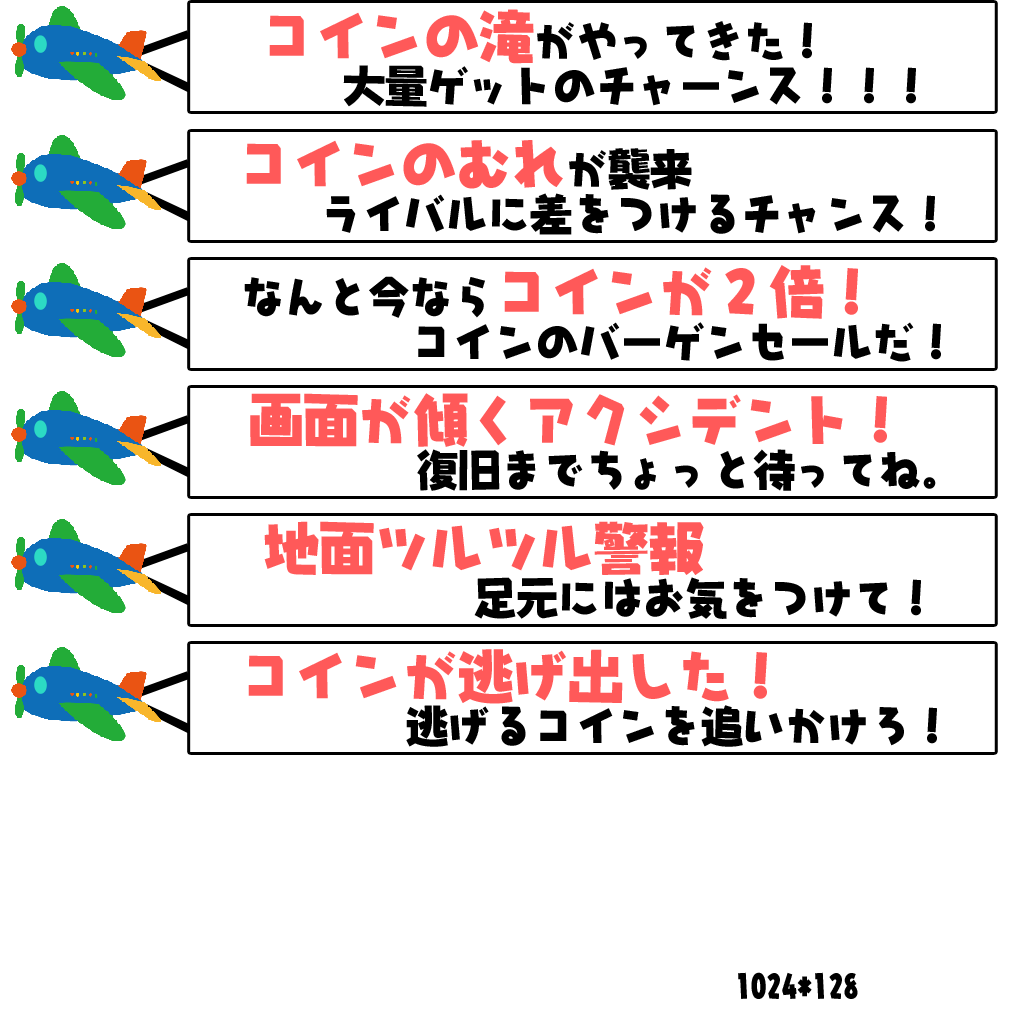 コインの滝がやってきた！
大量ゲットのチャーンス！！！
コインのむれが襲来
ライバルに差をつけるチャンス！
なんと今ならコインが２倍！
コインのバーゲンセールだ！
画面が傾くアクシデント！
復旧までちょっと待ってね。
地面ツルツル警報
足元にはお気をつけて！
コインが逃げ出した！
逃げるコインを追いかけろ！
1024*128